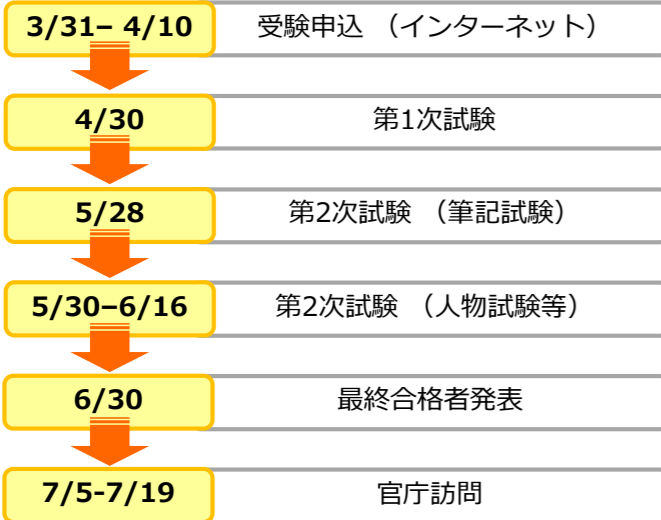 3/31– 4/10 受験申込 （インターネット）
4/30 第1次試験
5/28 第2次試験 （筆記試験）
5/30–6/16 第2次試験 （人物試験等）
6/30 最終合格者発表
7/5-7/19 官庁訪問